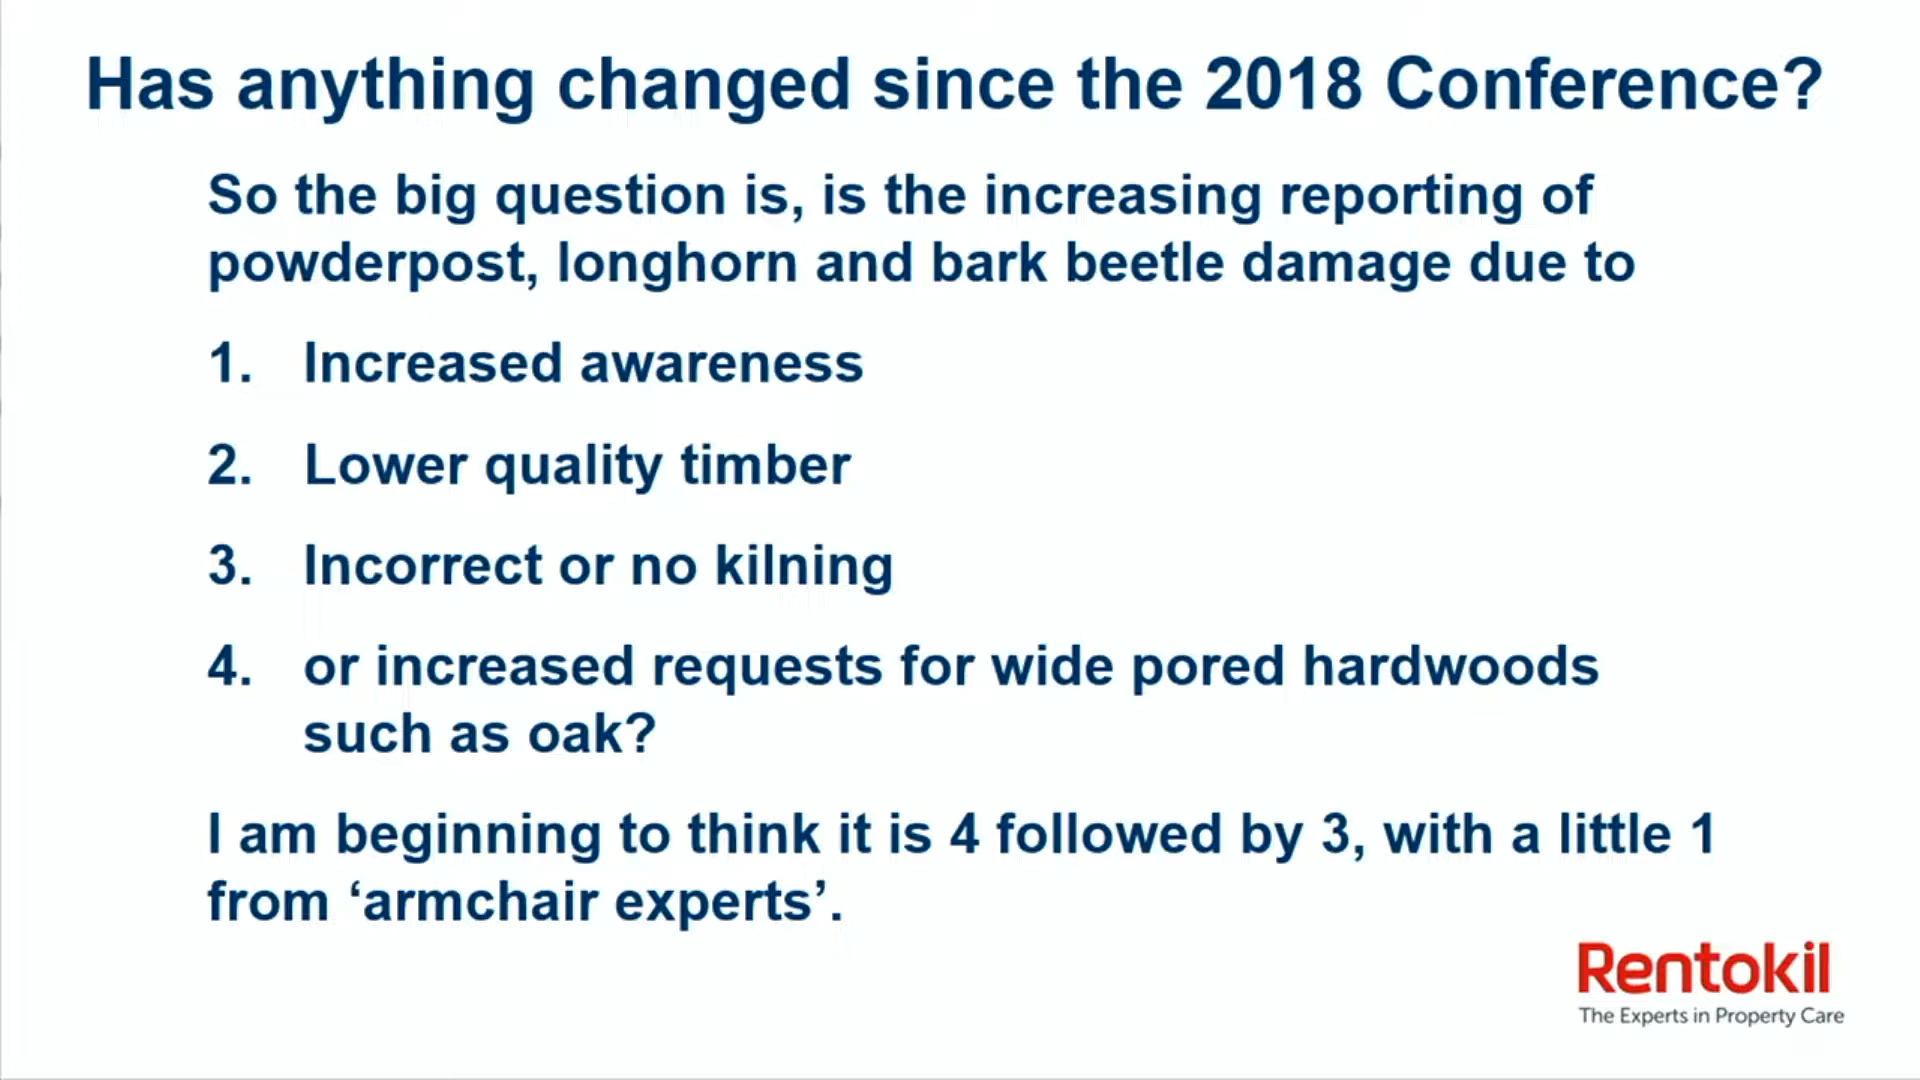 Has anything changed since the 2018 Conference?
So the big question is, is the increasing reporting of
powderpost, longhorn and bark beetle damage due to
1. Increased awareness
2. Lower quality timber
3. Incorrect or no kilning
4. or increased requests for wide pored hardwoods
such as oak?
I am beginning to think it is 4 followed by 3, with a little 1
from ‘armchair experts’.
Rentokil
The Experts in Property Care